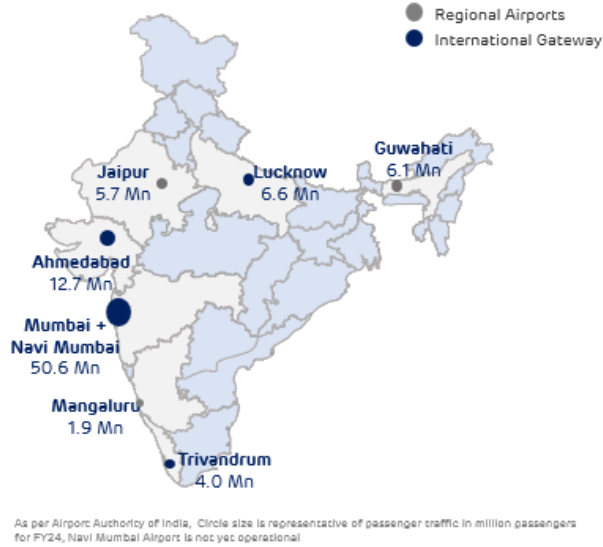 Regional Airports
International Gateway
Guwahati
6.1 Mn
Jaipur
5.7 Mn
Lucknow
6.6 Mn
Ahmedabad
12.7 Mn
Mumbai +
Navi Mumbai
50.6 Mn
Mangaluru
1.9 Mn
Trivandrum
4.0 Mn
As per Airport Authority of India, Circle size is representative of passenger traffic in million passengers
for FY24, Navi Mumbai Airport is not yet operational